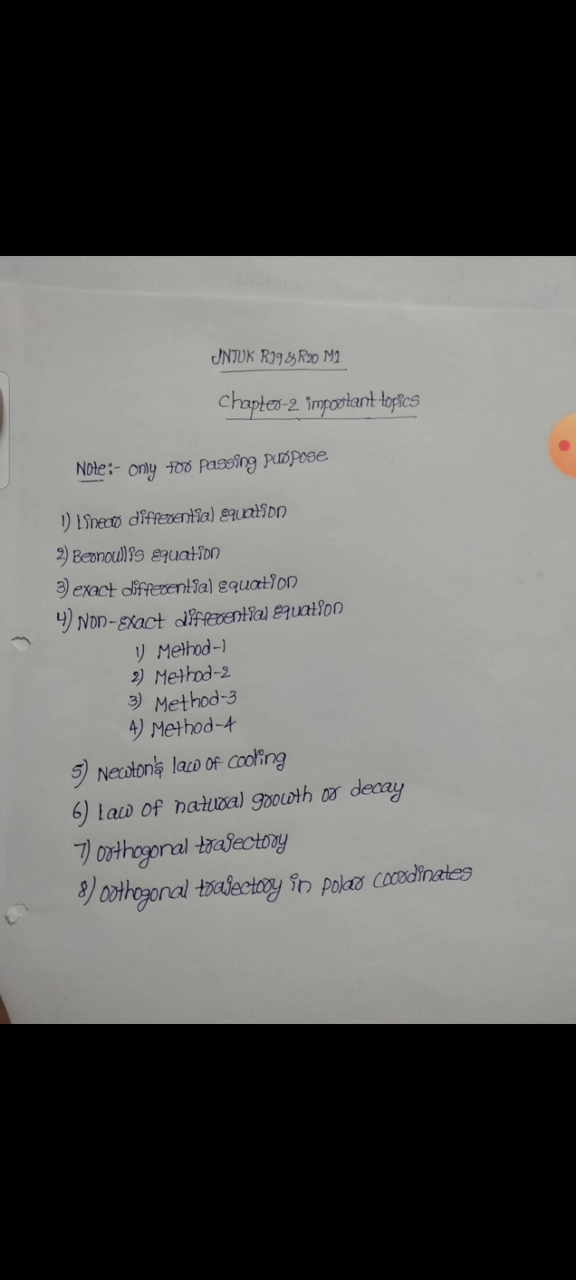 JNTUK R19 & R20 M1
Chapter-2 important topics
Note:- only for passing purpose
1) Linear differential Equation
2) Bernoullis Equation
3) exact differential Equation
4) Non-Exact differential Equation
1) Method-1
2) Method-2
3) Method-3
4) Method-4
5) Newton's law of cooling
6) Law of natural growth or decay
7) orthogonal trajectory
8) orthogonal trajectory in polar coordinates